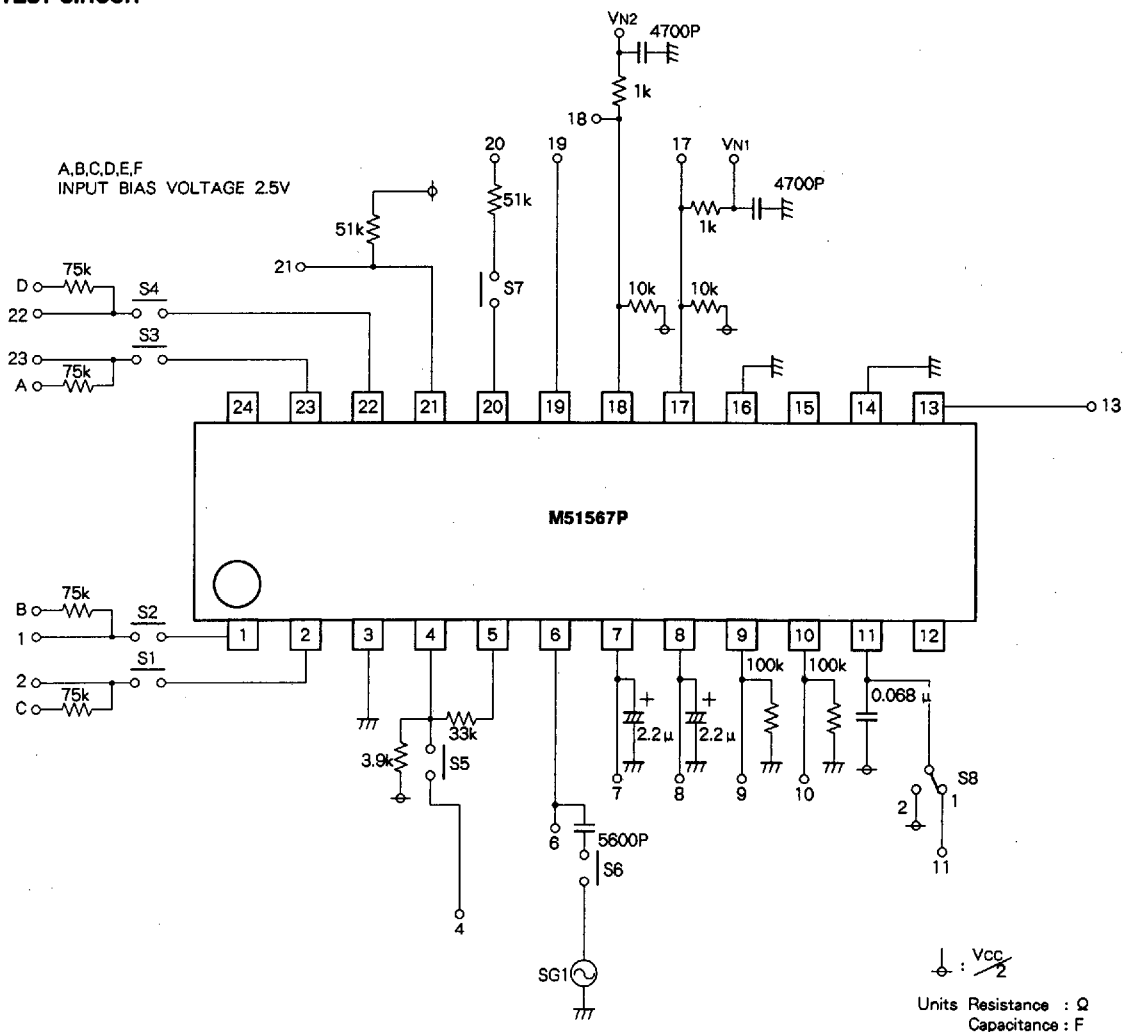 VN2
4700P
1k
18
20
19
17
VN1
A,B,C,D,E,F
INPUT BIAS VOLTAGE 2.5V
4700P
51k
51k
1k
21
S7
10k
10k
75k
D
S4
22
S3
23
A
75k
24 23 22 21 20 19 18 17 16 15 14 13
13
M51567P
75k
B
S2
1
1 2 3 4 5 6 7 8 9 10 11 12
S1
2
75k
C
100k
100k
0.068 μ
33k
+
+
3.9k
S5
2.2 μ
2.2 μ
S8
2
1
7
8
9
10
6
5600P
S6
11
4
SG1
: VCC/2
Units Resistance : Ω
Capacitance : F